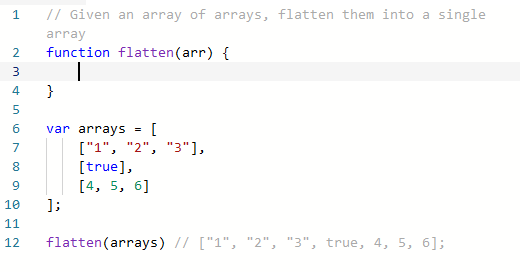 1 // Given an array of arrays, flatten them into a single
array
2 function flatten(arr) {
3
4 }
5
6 var arrays = [
7 ["1", "2", "3"],
8 [true],
9 [4, 5, 6]
10 ];
11
12 flatten(arrays) // ["1", "2", "3", true, 4, 5, 6];